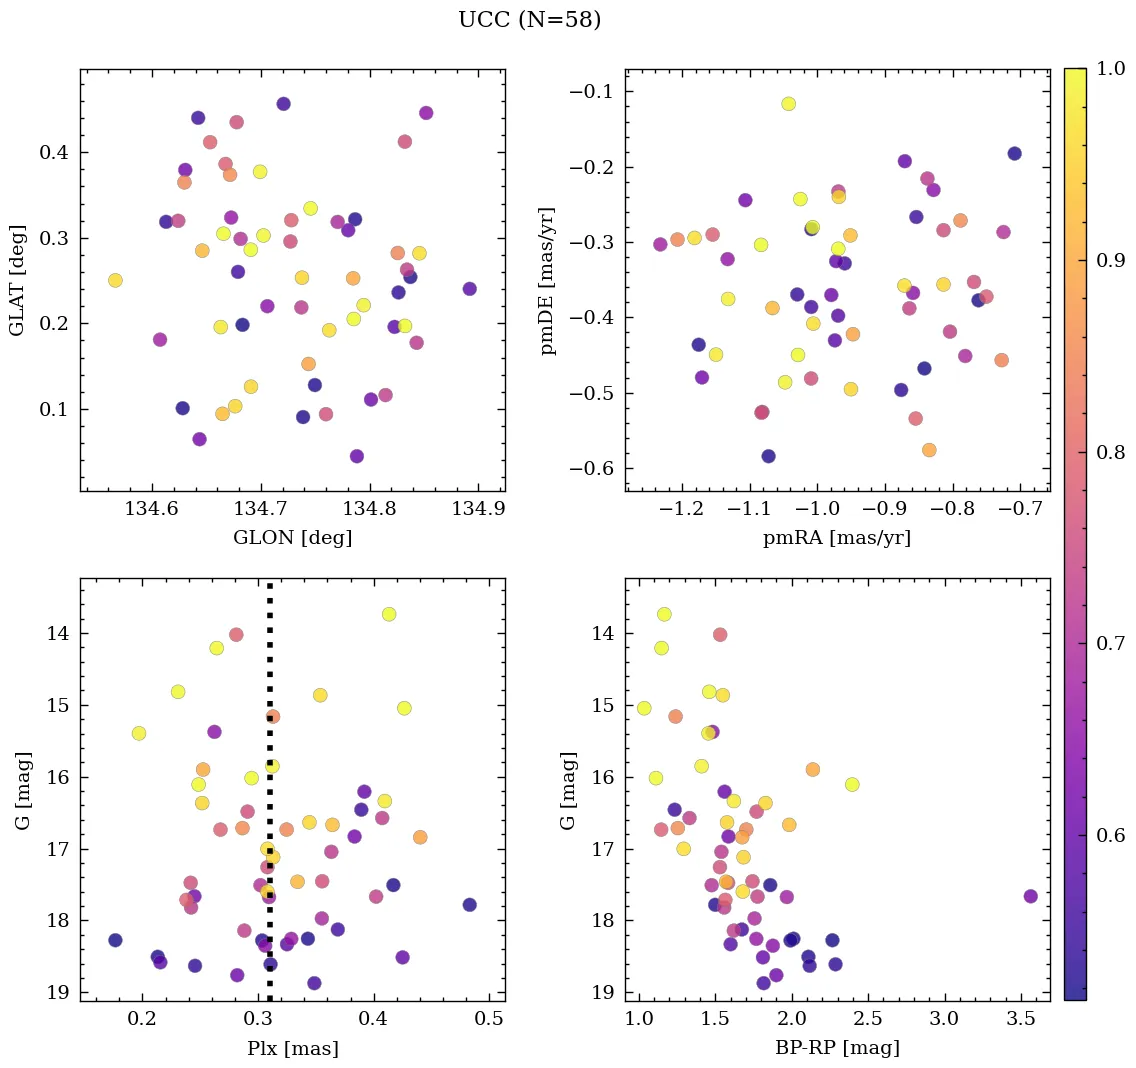 UCC (N=58)
0.4
0.3
0.2
0.1
GLAT [deg]
134.6 134.7 134.8 134.9
GLON [deg]
−0.1
−0.2
−0.3
−0.4
−0.5
−0.6
pmDE [mas/yr]
−1.2 −1.1 −1.0 −0.9 −0.8 −0.7
pmRA [mas/yr]
1.0
0.9
0.8
0.7
0.6
14
15
16
17
18
19
G [mag]
0.2 0.3 0.4 0.5
Plx [mas]
14
15
16
17
18
19
G [mag]
1.0 1.5 2.0 2.5 3.0 3.5
BP-RP [mag]